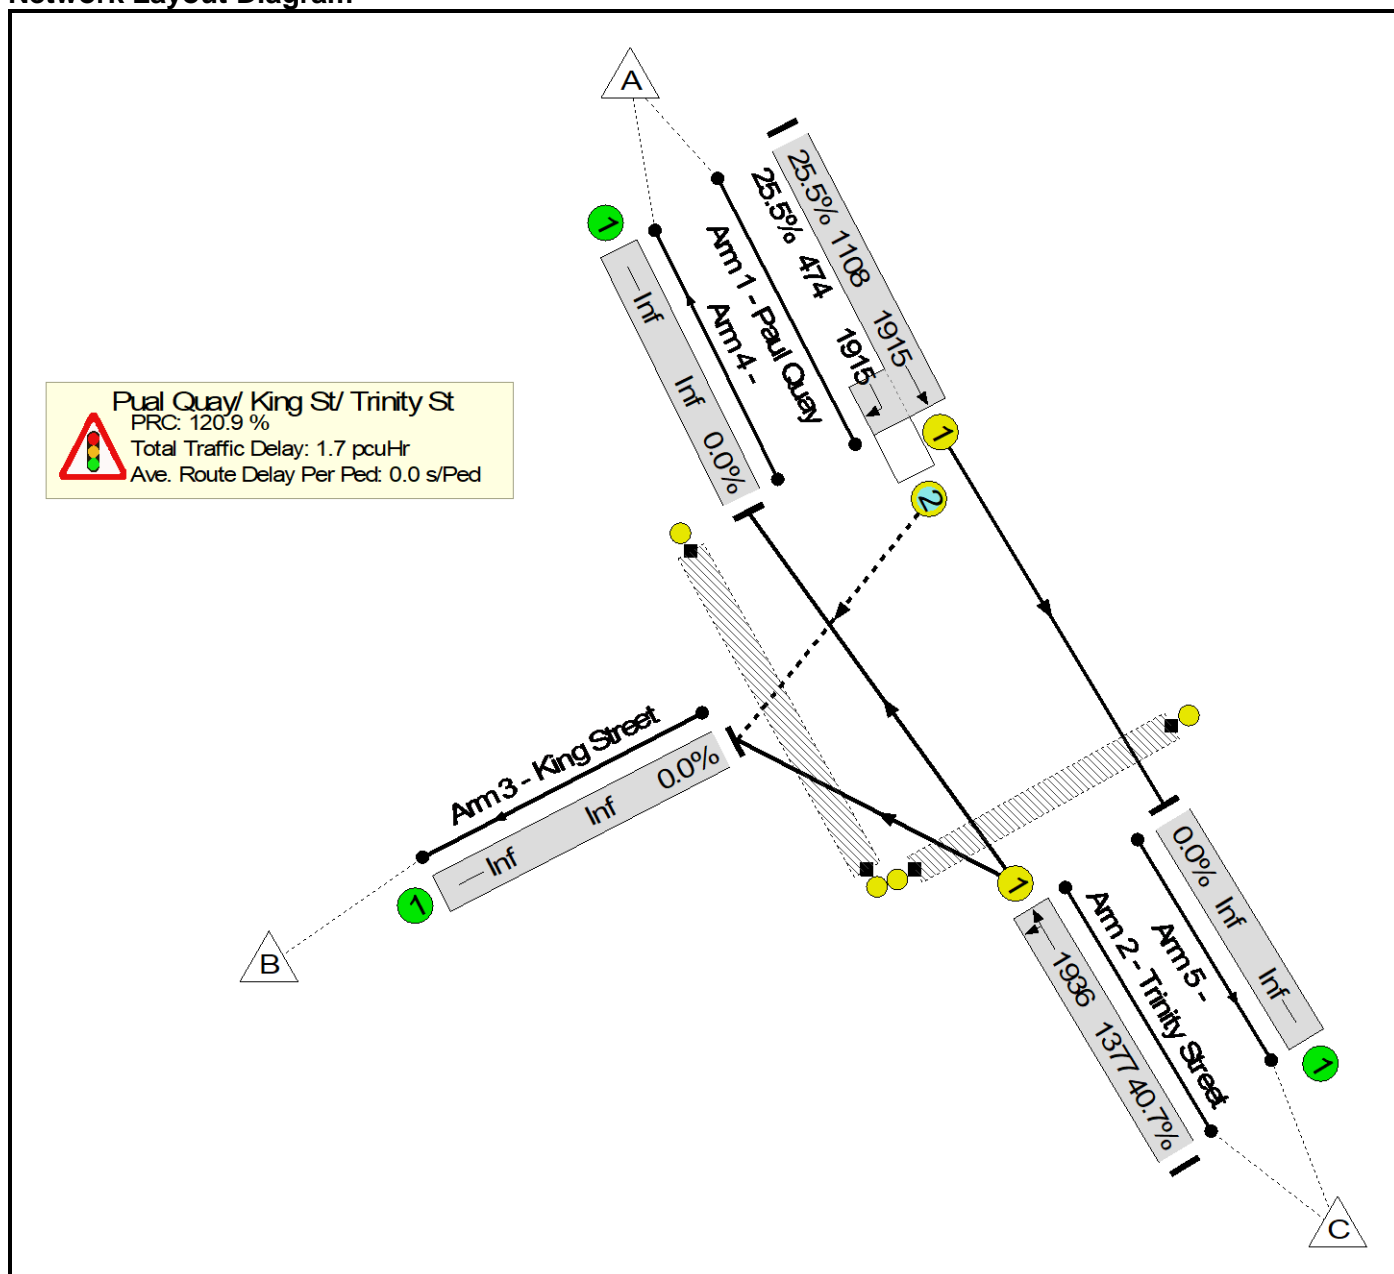 Network Layout Diagram
A
25.5% 1108 1915
25.5% 474 1915
1
Arm 1 - Paul Quay
Inf Inf 0.0%
Arm 4 -
1
2
Pual Quay/ King St/ Trinity St
PRC: 120.9 %
Total Traffic Delay: 1.7 pcuHr
Ave. Route Delay Per Ped: 0.0 s/Ped
Arm 3 - King Street
Inf Inf 0.0%
1
B
1
Arm 2 - Trinity Street
1936 1377 40.7%
0.0% Inf Inf
Arm 5 -
1
C